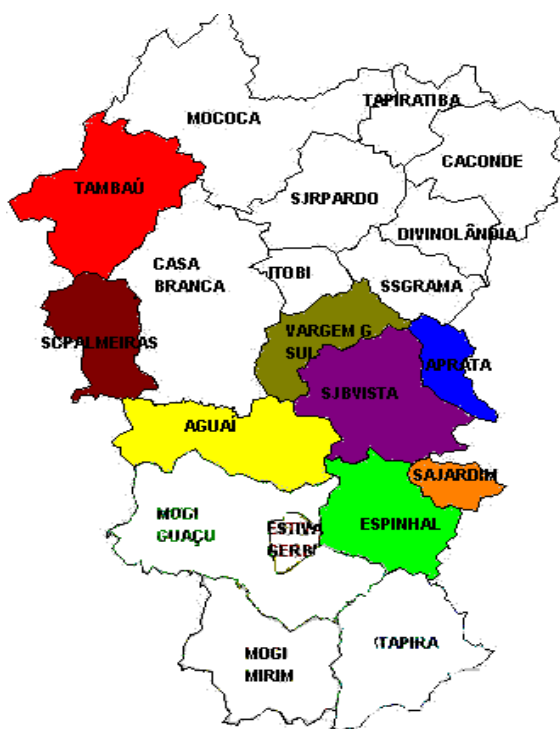 TAPIRATIBA
MOCOCA
CACONDE
TAMBAÚ
SJRPARDO
DIVINOLÂNDIA
CASA
BRANCA
ITOBI
SSGRAMA
SCPALMEIRAS
VARGEM G
SUL
APRATA
SJBVISTA
AGUAÍ
SAJARDIM
MOGI
GUAÇU
ESTIVA
GERBI
ESPINHAL
MOGI
MIRIM
ITAPIRA